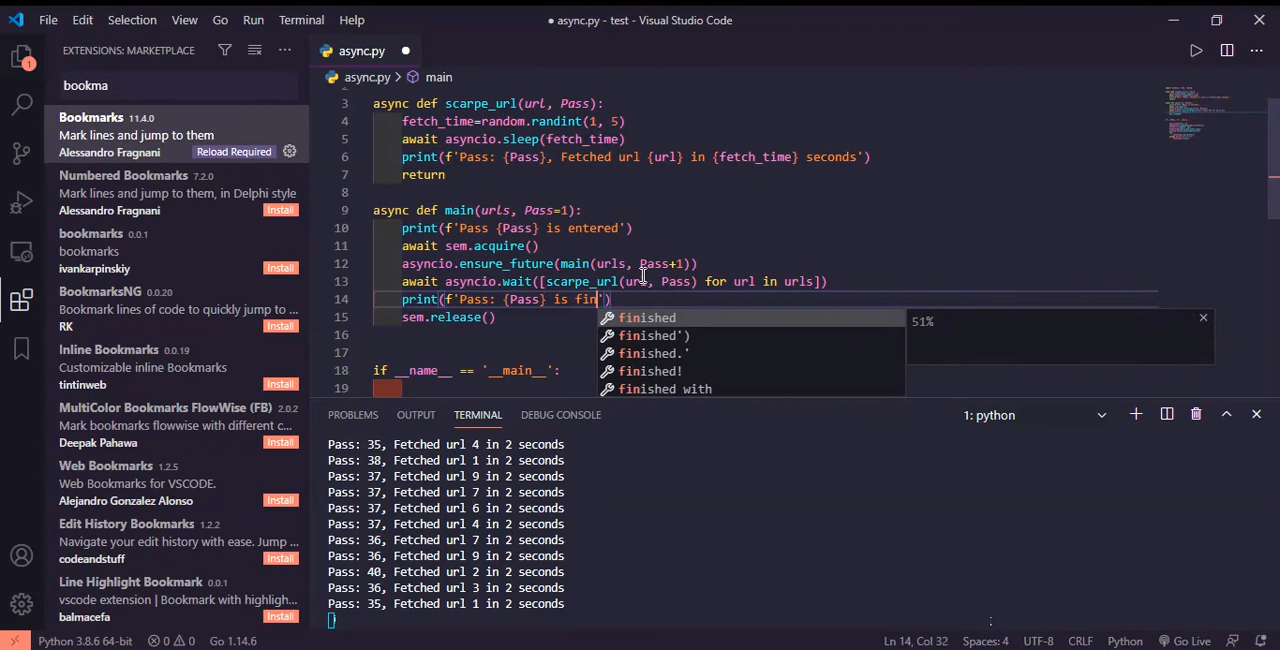 File Edit Selection View Go Run Terminal Help
● async.py - test - Visual Studio Code
EXTENSIONS: MARKETPLACE
bookma
Bookmarks 11.4.0
Mark lines and jump to them
Alessandro Fragnani Reload Required
Numbered Bookmarks 7.2.0
Mark lines and jump to them, in Delphi style
Alessandro Fragnani Install
bookmarks 0.0.1
bookmarks
ivankarpinskiy Install
BookmarksNG 0.0.20
Bookmark lines of code to quickly jump to ...
RK Install
Inline Bookmarks 0.0.19
Customizable inline Bookmarks
tintinweb Install
MultiColor Bookmarks FlowWise (FB) 2.0.2
Mark bookmarks flowwise with different c...
Deepak Pahawa Install
Web Bookmarks 1.2.5
Web Bookmarks for VSCODE.
Alejandro Gonzalez Alonso Install
Edit History Bookmarks 1.2.2
Navigate your edit history with ease. Jump ...
codeandstuff Install
Line Highlight Bookmark 0.0.1
vscode extension | Bookmark with highligh...
balmacefa Install
1
async.py ●
async.py > main
2
3 async def scarpe_url(url, Pass):
4 fetch_time=random.randint(1, 5)
5 await asyncio.sleep(fetch_time)
6 print(f'Pass: {Pass}, Fetched url {url} in {fetch_time} seconds')
7 return
8
9 async def main(urls, Pass=1):
10 print(f'Pass {Pass} is entered')
11 await sem.acquire()
12 asyncio.ensure_future(main(urls, Pass+1))
13 await asyncio.wait([scarpe_url(url, Pass) for url in urls])
14 print(f'Pass: {Pass} is fin')
15 sem.release()
16
17
18 if __name__ == '__main__':
19
finished
finished')
finished.'
finished!
finished with
51%
PROBLEMS OUTPUT TERMINAL DEBUG CONSOLE
1: python
Pass: 35, Fetched url 4 in 2 seconds
Pass: 38, Fetched url 1 in 2 seconds
Pass: 37, Fetched url 9 in 2 seconds
Pass: 37, Fetched url 7 in 2 seconds
Pass: 37, Fetched url 6 in 2 seconds
Pass: 37, Fetched url 4 in 2 seconds
Pass: 36, Fetched url 7 in 2 seconds
Pass: 36, Fetched url 9 in 2 seconds
Pass: 40, Fetched url 2 in 2 seconds
Pass: 36, Fetched url 3 in 2 seconds
Pass: 35, Fetched url 1 in 2 seconds
Python 3.8.6 64-bit 0 0 Go 1.14.6
Ln 14, Col 32 Spaces: 4 UTF-8 CRLF Python Go Live